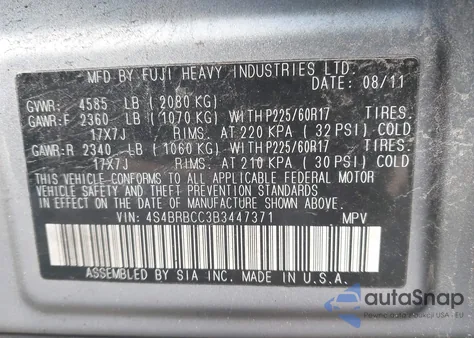 MFD BY FUJI HEAVY INDUSTRIES LTD.
DATE: 08/11
GVWR: 4585 LB (2080 KG)
GAWR:F 2360 LB (1070 KG) WITH P225/60R17 TIRES.
17X7J RIMS. AT 220 KPA (32 PSI) COLD
GAWR-R 2340 LB (1060 KG) WITH P225/60R17 TIRES.
17X7J RIMS. AT 210 KPA (30 PSI) COLD
THIS VEHICLE CONFORMS TO ALL APPLICABLE FEDERAL MOTOR
VEHICLE SAFETY AND THEFT PREVENTION STANDARDS
IN EFFECT ON THE DATE OF MANUFACTURE SHOWN ABOVE.
VIN: 4S4BRBCC3B3447371 MPV
ASSEMBLED BY SIA INC. MADE IN U.S.A.
autoSnap